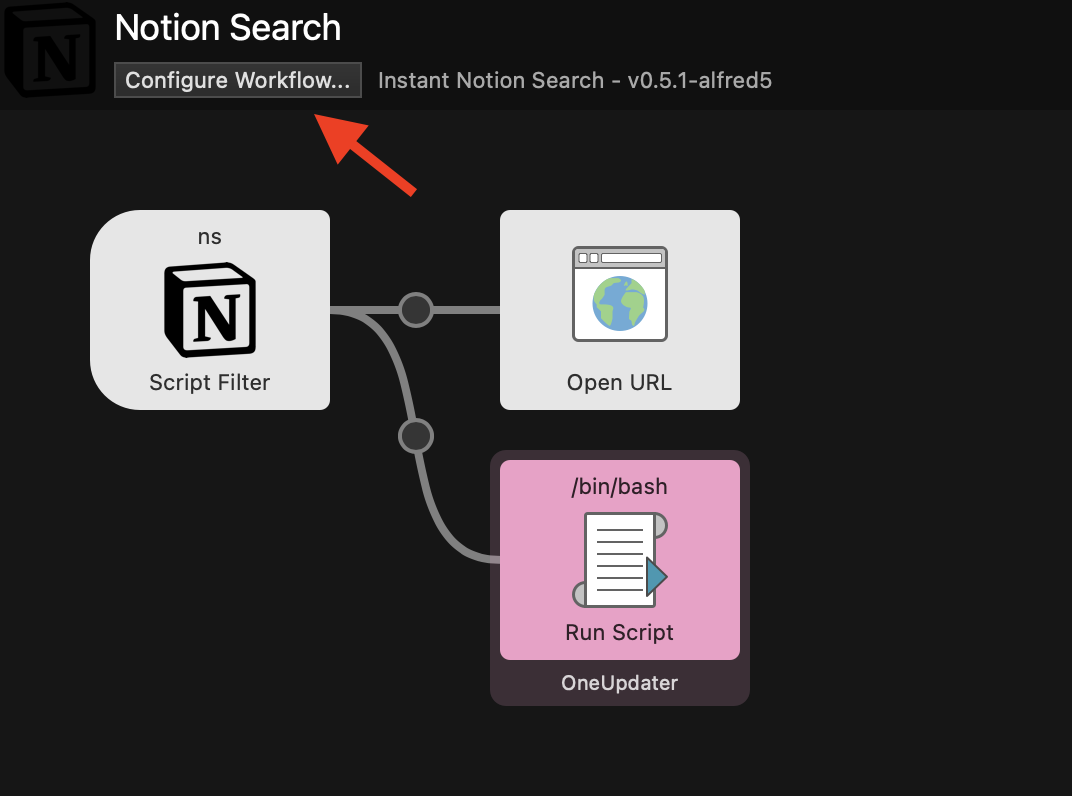 N
Notion Search
Configure Workflow...
Instant Notion Search - v0.5.1-alfred5
ns
N
Script Filter
Open URL
/bin/bash
Run Script
OneUpdater